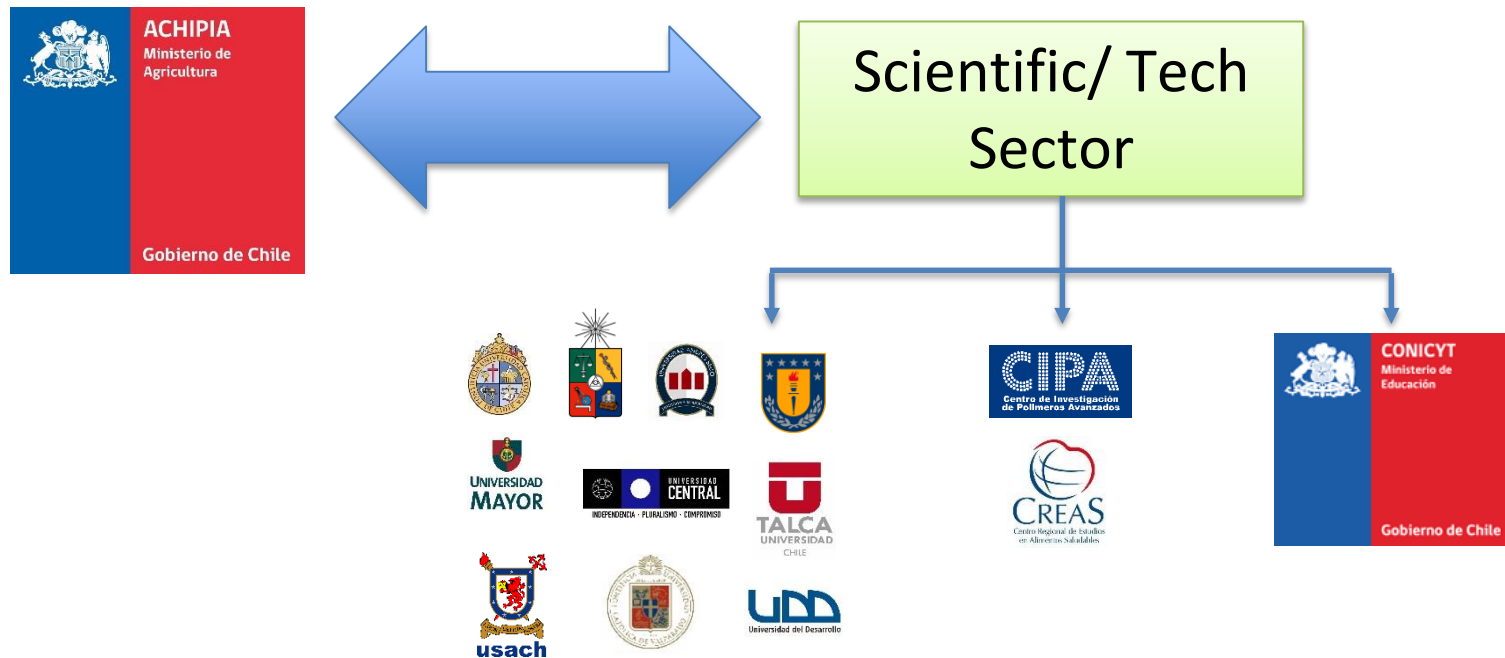 ACHIPIA
Ministerio de
Agricultura
Gobierno de Chile
Scientific/ Tech
Sector
UNIVERSIDAD
MAYOR
UNIVERSIDAD
CENTRAL
INDEPENDENCIA - PLURALISMO - COMPROMISO
TALCA
UNIVERSIDAD
CHILE
usach
UDD
Universidad del Desarrollo
CIPA
Centro de Investigación
de Polímeros Avanzados
CREAS
Centro Regional de Estudios
en Alimentos Saludables
CONICYT
Ministerio de
Educación
Gobierno de Chile